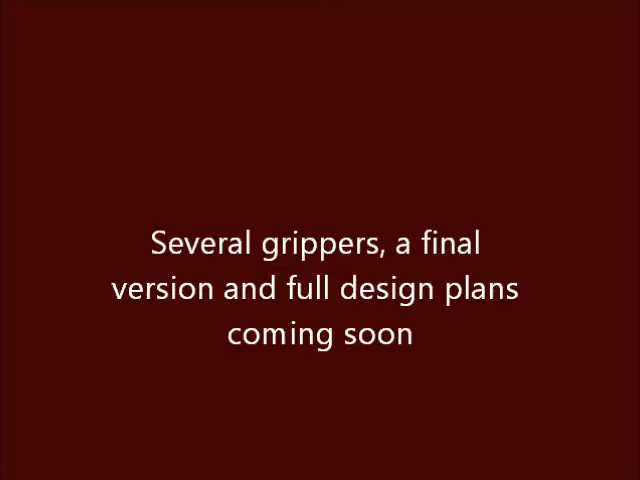 Several grippers, a final
version and full design plans
coming soon